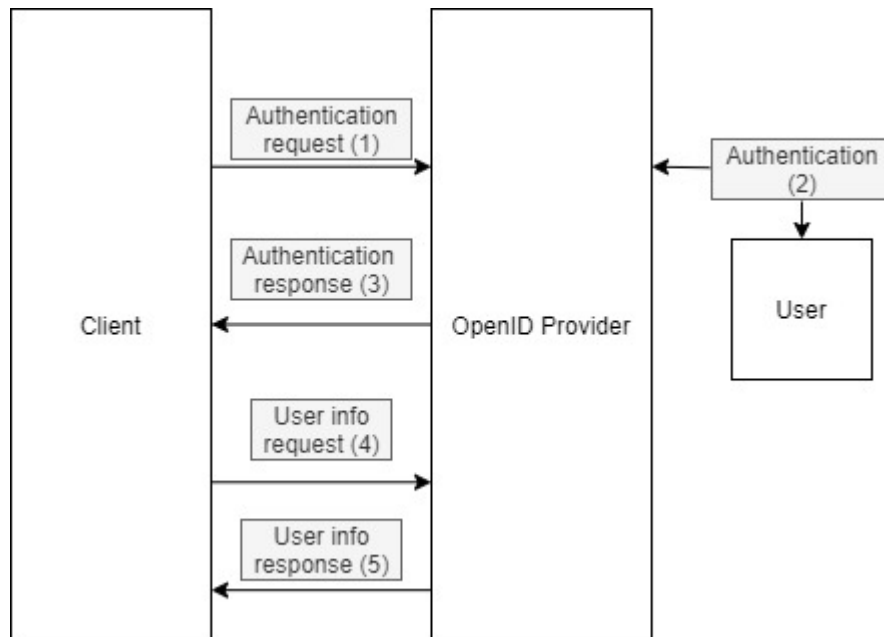 Authentication
request (1)
Authentication
(2)
Authentication
response (3)
Client
OpenID Provider
User
User info
request (4)
User info
response (5)